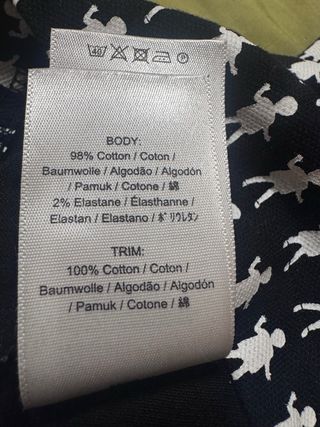 40 P
BODY:
98% Cotton / Coton /
Baumwolle / Algodão / Algodón
/ Pamuk / Cotone / 綿
2% Elastane / Élasthanne /
Elastan / Elastano / ﾎﾟﾘｳﾚﾀﾝ
TRIM:
100% Cotton / Coton /
Baumwolle / Algodão / Algodón
/ Pamuk / Cotone / 綿